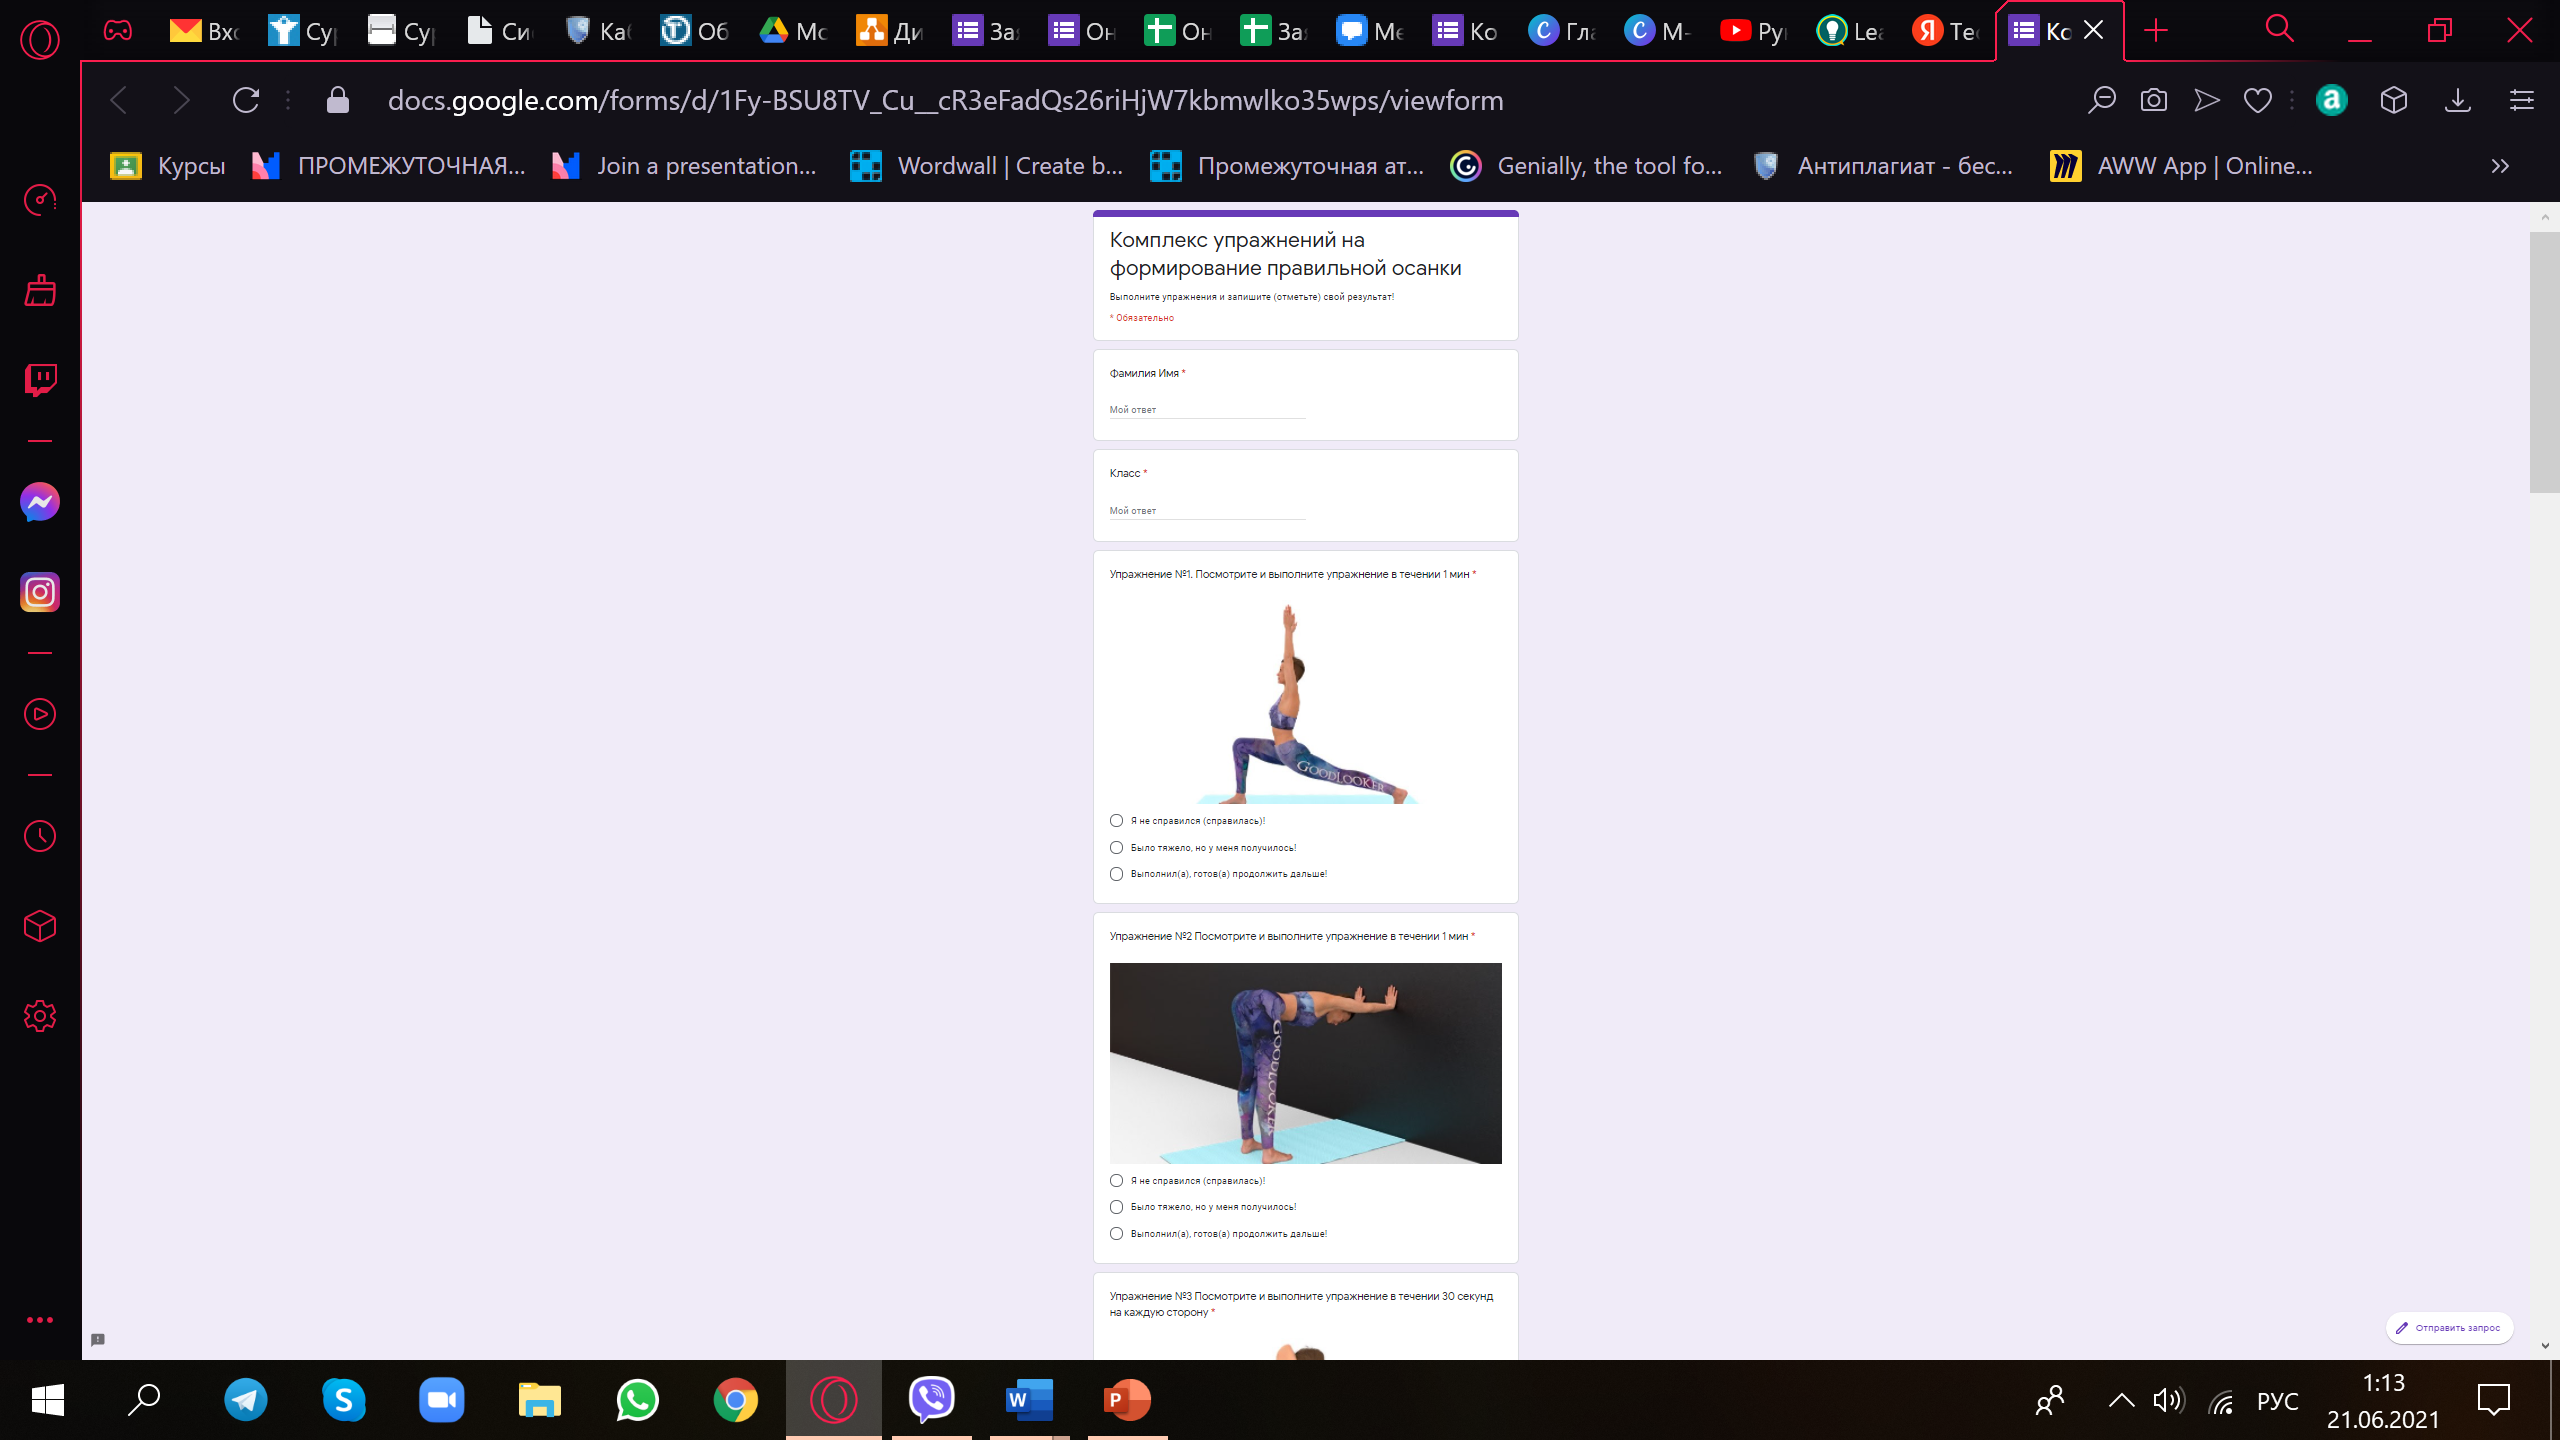 Вхо
Су
Су
Си
Ка
Об
Мо
Ди
За
Он
Он
За
Ме
Ко
Гла
М-
Ру
Lea
Тес
Ко
docs.google.com/forms/d/1Fy-BSU8TV_Cu__cR3eFadQs26riHjW7kbmwlko35wps/viewform
Курсы
ПРОМЕЖУТОЧНАЯ...
Join a presentation...
Wordwall | Create b...
Промежуточная ат...
Genially, the tool fo...
Антиплагиат - бес...
AWW App | Online...
Комплекс упражнений на
формирование правильной осанки
Выполните упражнения и запишите (отметьте) свой результат!
* Обязательно
Фамилия Имя *
Мой ответ
Класс *
Мой ответ
Упражнение №1. Посмотрите и выполните упражнение в течении 1 мин *
GOODLOOKER
Я не справился (справилась)!
Было тяжело, но у меня получилось!
Выполнил(а), готов(а) продолжить дальше!
Упражнение №2 Посмотрите и выполните упражнение в течении 1 мин *
GOODLOOKER
Я не справился (справилась)!
Было тяжело, но у меня получилось!
Выполнил(а), готов(а) продолжить дальше!
Упражнение №3 Посмотрите и выполните упражнение в течении 30 секунд
на каждую сторону *
Отправить запрос
РУС
1:13
21.06.2021